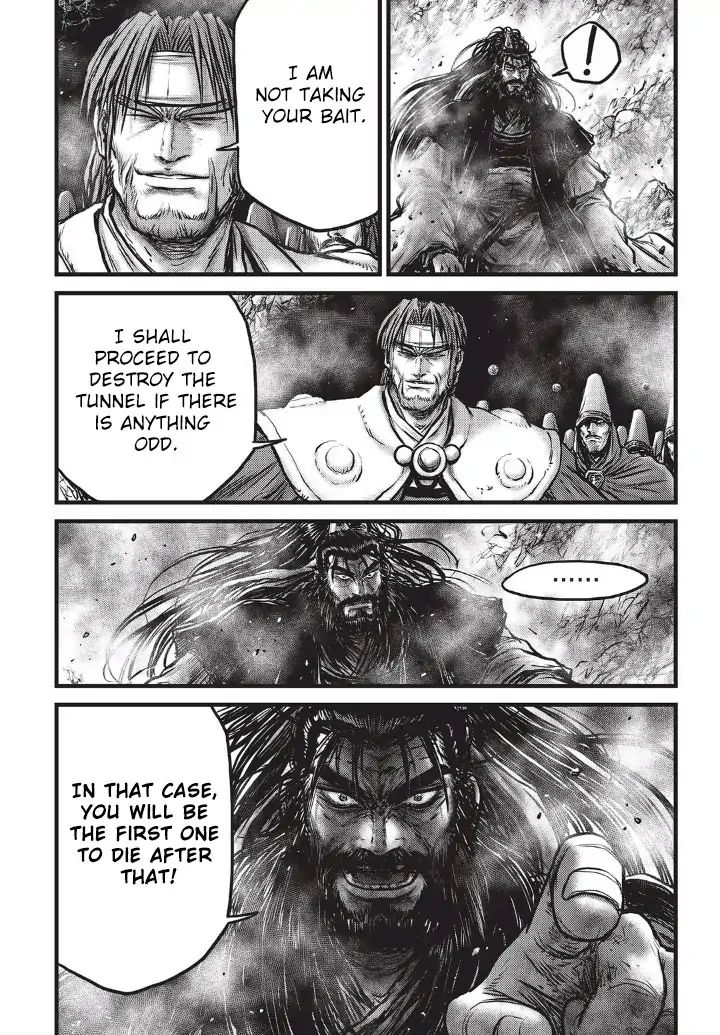 I AM
NOT TAKING
YOUR BAIT.
!
I SHALL
PROCEED TO
DESTROY THE
TUNNEL IF THERE
IS ANYTHING
ODD.
......
IN THAT CASE,
YOU WILL BE
THE FIRST ONE
TO DIE AFTER
THAT!